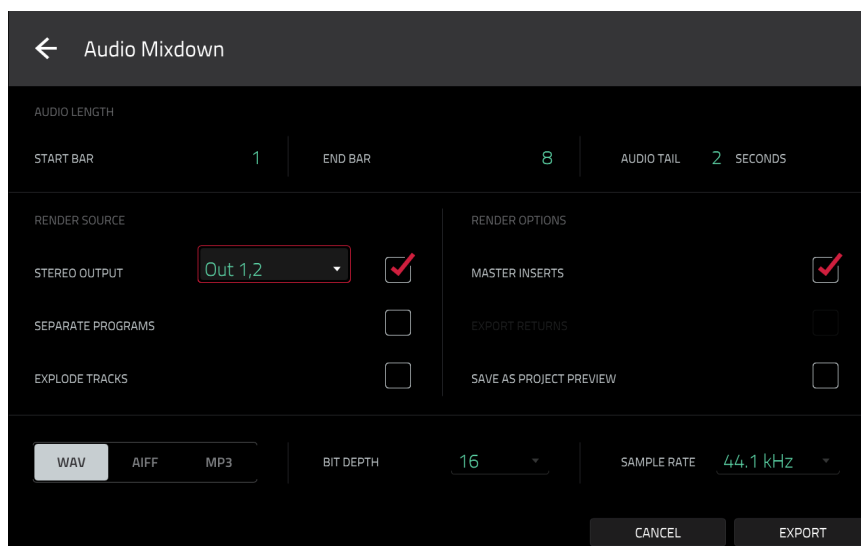 Audio Mixdown
AUDIO LENGTH
START BAR 1 END BAR 8 AUDIO TAIL 2 SECONDS
RENDER SOURCE RENDER OPTIONS
STEREO OUTPUT Out 1,2 MASTER INSERTS
SEPARATE PROGRAMS EXPORT RETURNS
EXPLODE TRACKS SAVE AS PROJECT PREVIEW
WAV AIFF MP3 BIT DEPTH 16 SAMPLE RATE 44.1 kHz
CANCEL EXPORT